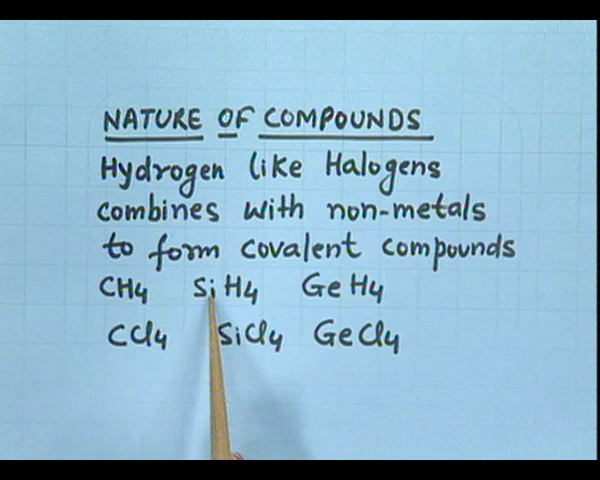 NATURE OF COMPOUNDS
Hydrogen like Halogens
combines with non-metals
to form covalent compounds
CH4 SiH4 GeH4
CCl4 SiCl4 GeCl4